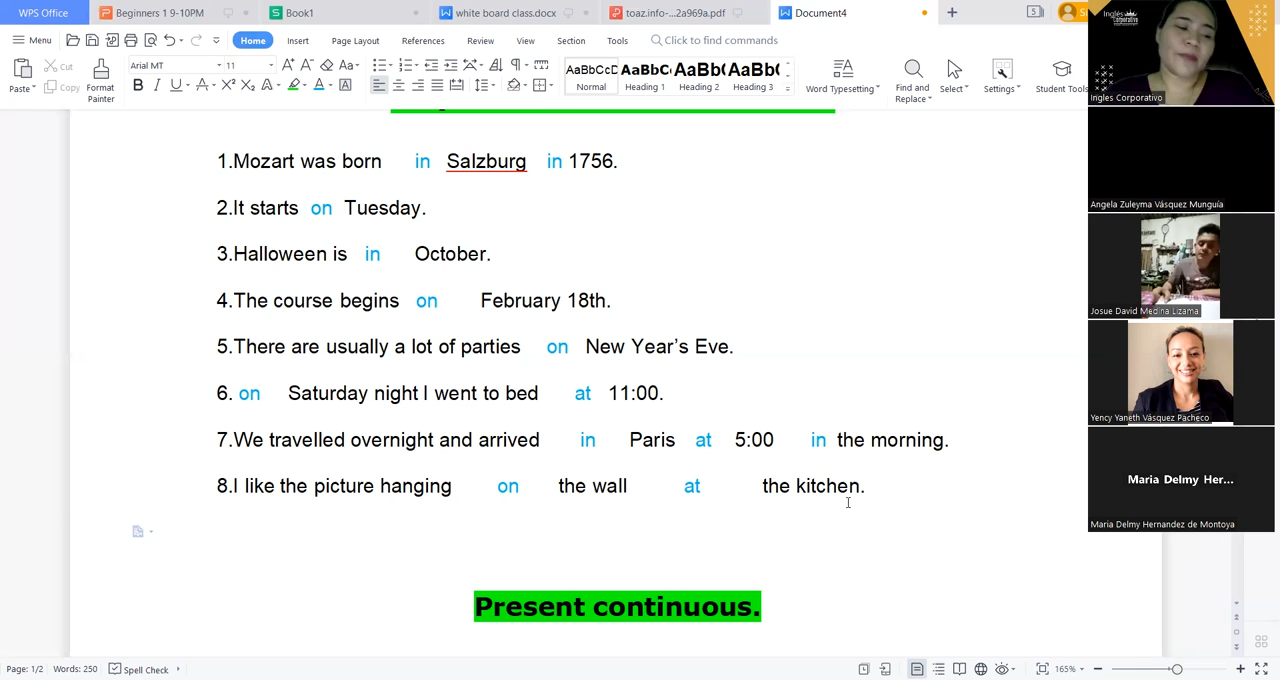 WPS Office Beginners 1 9-10PM Book1 white board class.docx toaz.info-...2a969a.pdf Document4
Menu Home Insert Page Layout References Review View Section Tools Click to find commands
Paste Cut Copy Format Painter Arial MT 11 AaBbCcD Normal AaBbC Heading 1 AaBb( Heading 2 AaBb( Heading 3 Word Typesetting Find and Replace Select Settings Student Tools
1.Mozart was born in Salzburg in 1756.
2.It starts on Tuesday.
3.Halloween is in October.
4.The course begins on February 18th.
5.There are usually a lot of parties on New Year's Eve.
6. on Saturday night I went to bed at 11:00.
7.We travelled overnight and arrived in Paris at 5:00 in the morning.
8.I like the picture hanging on the wall at the kitchen.
Present continuous.
Page: 1/2 Words: 250 Spell Check 165%
Inglés Corporativo
Ingles Corporativo
Angela Zuleyma Vásquez Munguía
Josue David Medina Lizama
Yency Yaneth Vásquez Pacheco
Maria Delmy Her...
Maria Delmy Hernandez de Montoya